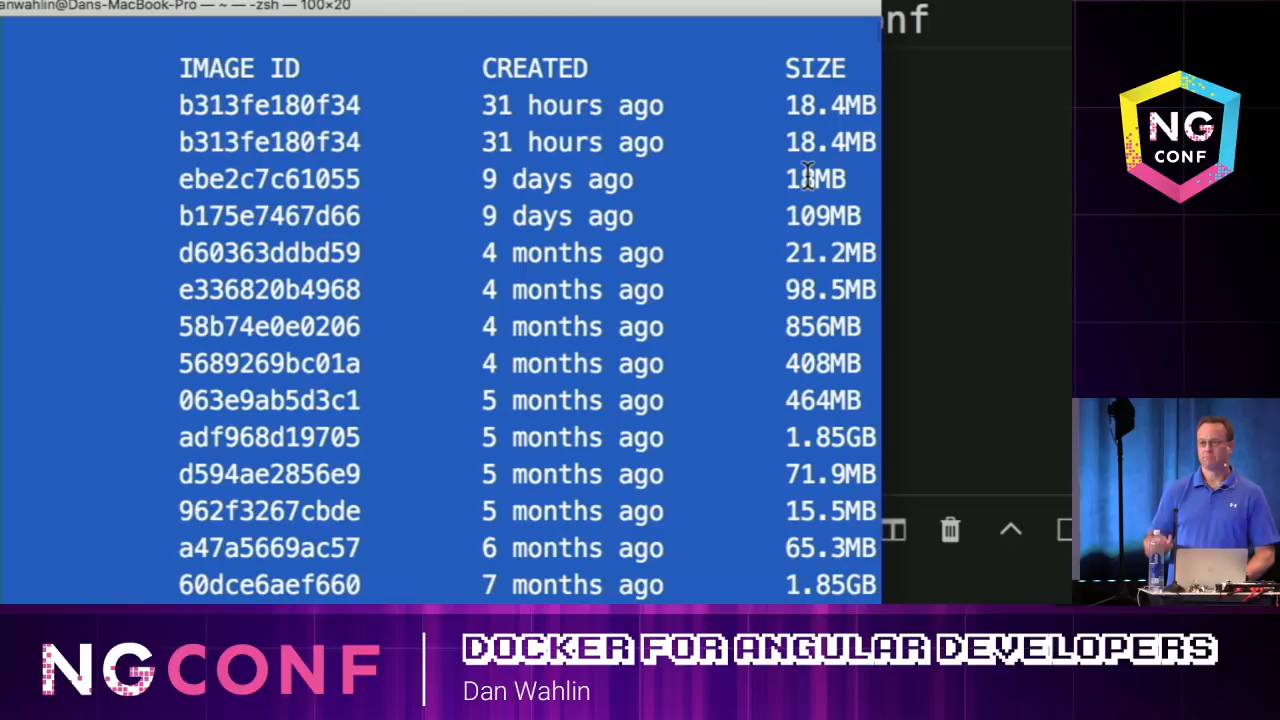 anwahlin@Dans-MacBook-Pro — ~ — -zsh — 100×20
IMAGE ID CREATED SIZE
b313fe180f34 31 hours ago 18.4MB
b313fe180f34 31 hours ago 18.4MB
ebe2c7c61055 9 days ago
b175e7467d66 9 days ago 109MB
d60363ddbd59 4 months ago 21.2MB
e336820b4968 4 months ago 98.5MB
58b74e0e0206 4 months ago 856MB
5689269bc01a 4 months ago 408MB
063e9ab5d3c1 5 months ago 464MB
adf968d19705 5 months ago 1.85GB
d594ae2856e9 5 months ago 71.9MB
962f3267cbde 5 months ago 15.5MB
a47a5669ac57 6 months ago 65.3MB
60dce6aef660 7 months ago 1.85GB
onf
NG
CONF
NGCONF
DOCKER FOR ANGULAR DEVELOPERS
Dan Wahlin